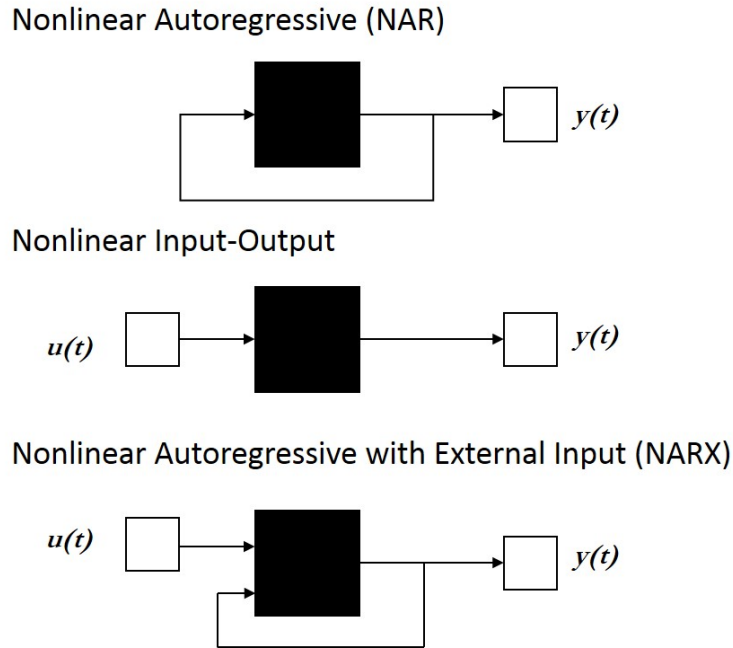 Nonlinear Autoregressive (NAR)
y(t)
Nonlinear Input-Output
u(t)
y(t)
Nonlinear Autoregressive with External Input (NARX)
u(t)
y(t)